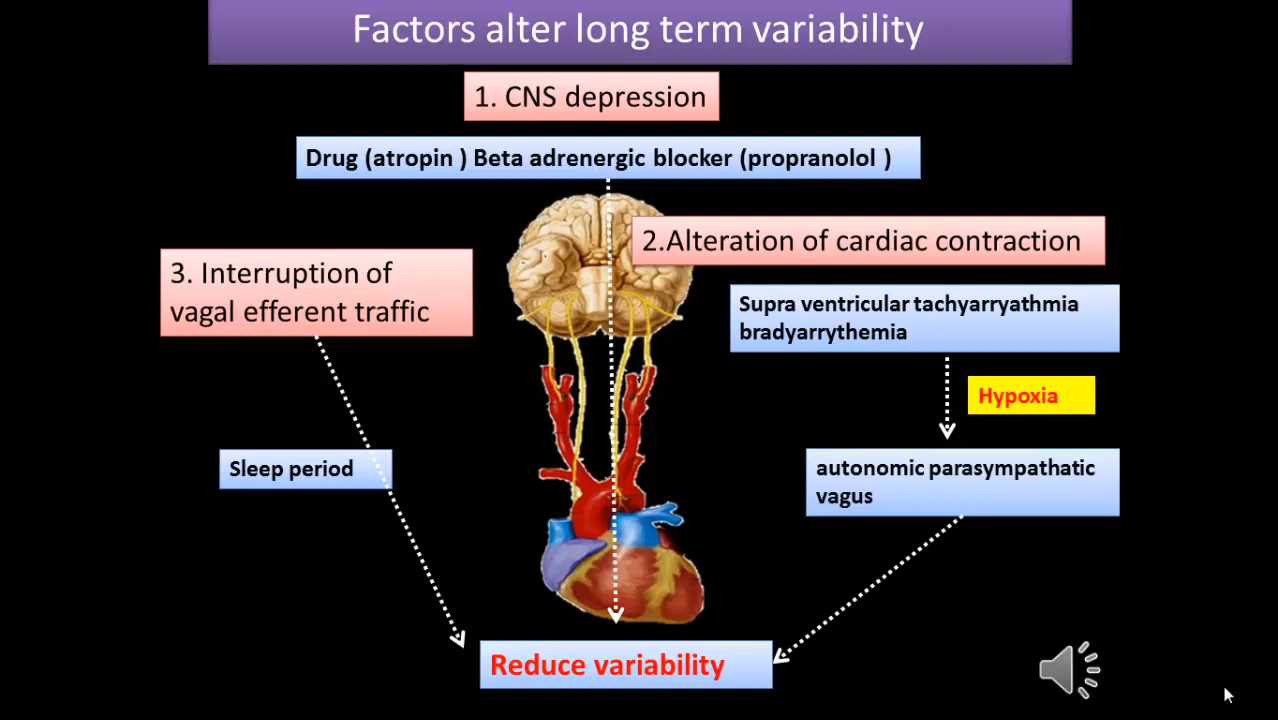 Factors alter long term variability
1. CNS depression
Drug (atropin ) Beta adrenergic blocker (propranolol )
2.Alteration of cardiac contraction
3. Interruption of
vagal efferent traffic
Supra ventricular tachyarryathmia
bradyarrythemia
Hypoxia
Sleep period
autonomic parasympathatic
vagus
Reduce variability